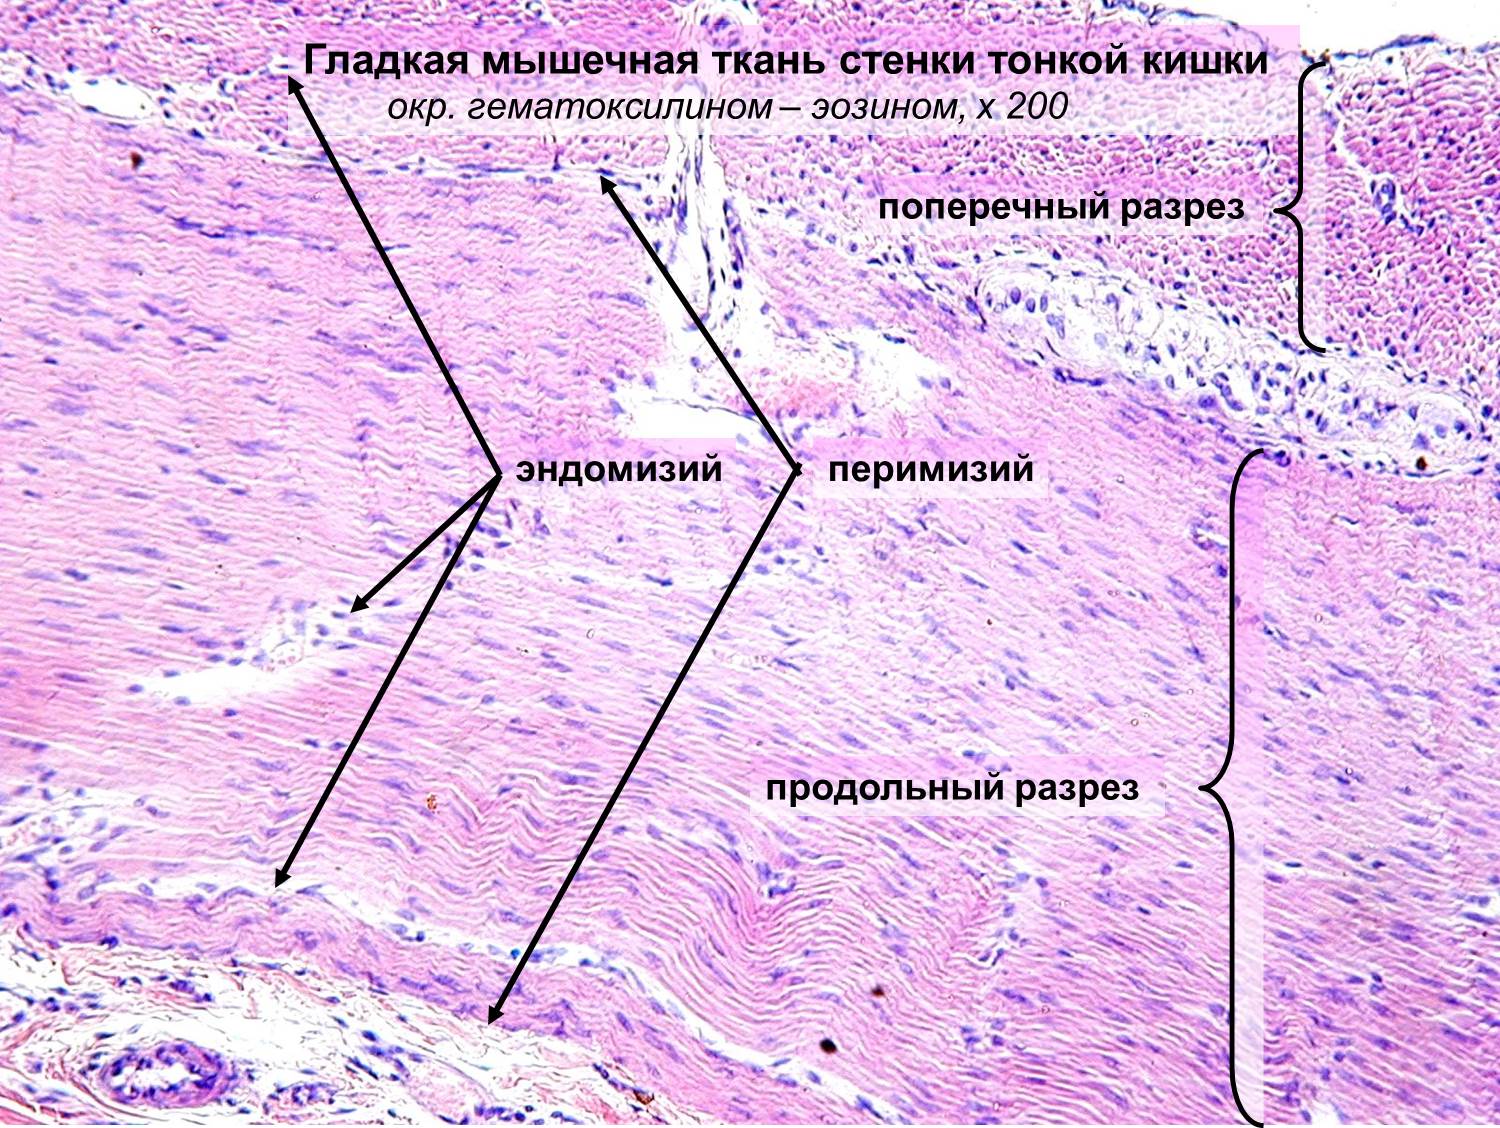 Гладкая мышечная ткань стенки тонкой кишки
окр. гематоксилином – эозином, х 200
поперечный разрез
эндомизий
перимизий
продольный разрез